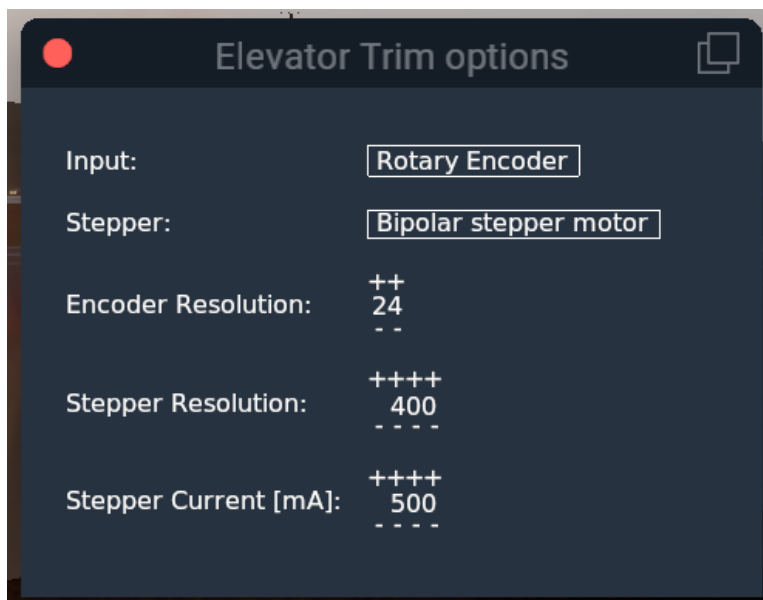 Elevator Trim options
Input: Rotary Encoder
Stepper: Bipolar stepper motor
++
Encoder Resolution: 24
- -
++++
Stepper Resolution: 400
- - - -
++++
Stepper Current [mA]: 500
- - - -